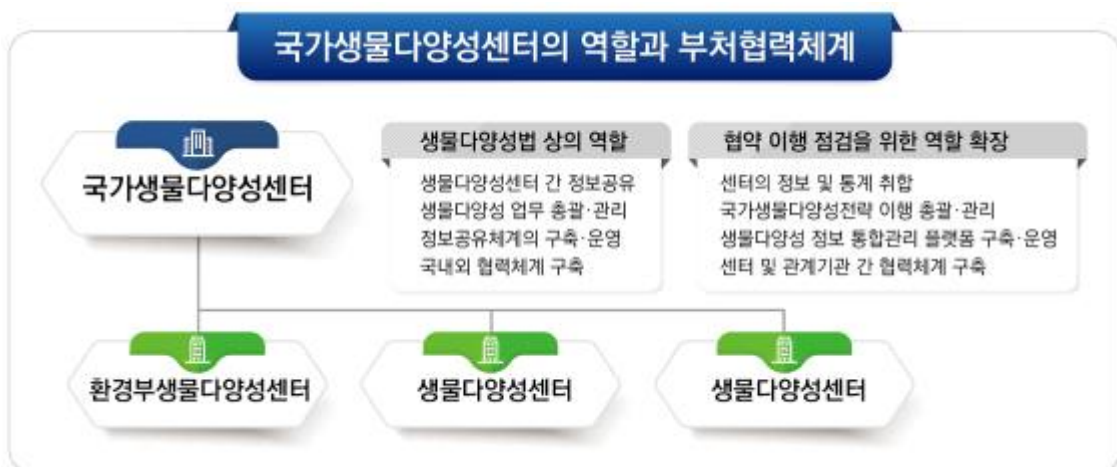 국가생물다양성센터의 역할과 부처협력체계
국가생물다양성센터
생물다양성법 상의 역할
생물다양성센터 간 정보공유
생물다양성 업무 총괄·관리
정보공유체계의 구축·운영
국내외 협력체계 구축
협약 이행 점검을 위한 역할 확장
센터의 정보 및 통계 취합
국가생물다양성전략 이행 총괄·관리
생물다양성 정보 통합관리 플랫폼 구축·운영
센터 및 관계기관 간 협력체계 구축
환경부생물다양성센터
생물다양성센터
생물다양성센터